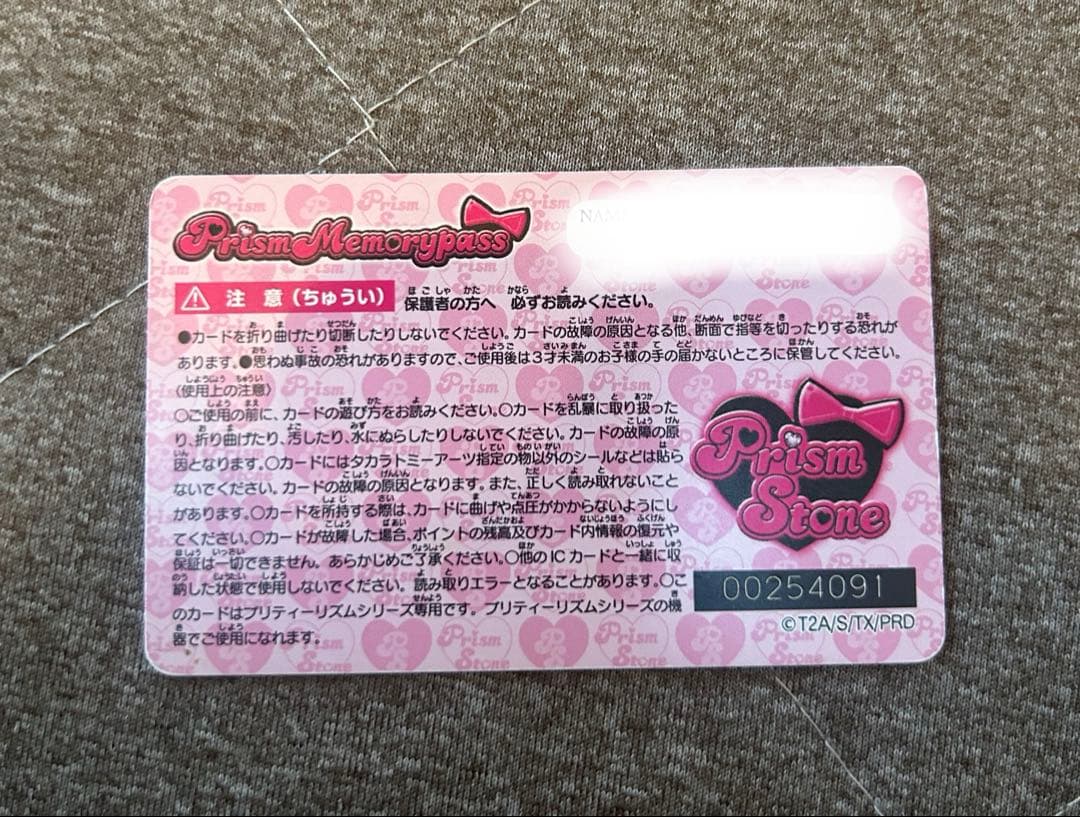 Prism Memorypass
NAM
注 意（ちゅうい） 保護者の方へ 必ずお読みください。
●カードを折り曲げたり切断したりしないでください。カードの故障の原因となる他、断面で指等を切ったりする恐れが
あります。●思わぬ事故の恐れがありますので、ご使用後は3才未満のお子様の手の届かないところに保管してください。
〈使用上の注意〉
○ご使用の前に、カードの遊び方をお読みください。○カードを乱暴に取り扱った
り、折り曲げたり、汚したり、水にぬらしたりしないでください。カードの故障の原
因となります。○カードにはタカラトミーアーツ指定の物以外のシールなどは貼ら
ないでください。カードの故障の原因となります。また、正しく読み取れないこと
があります。○カードを所持する際は、カードに曲げや点圧がかからないようにし
てください。○カードが故障した場合、ポイントの残高及びカード内情報の復元や
保証は一切できません。あらかじめご了承ください。○他のICカードと一緒に収
納した状態で使用しないでください。読み取りエラーとなることがあります。○こ
のカードはプリティーリズムシリーズ専用です。プリティーリズムシリーズの機
器でご使用になれます。
Prism
Stone
00254091
©T2A/S/TX/PRD